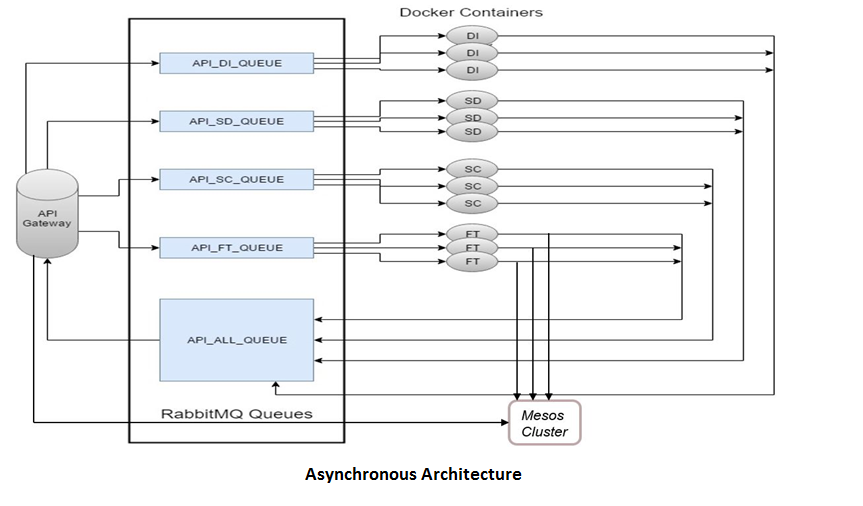 Docker Containers
API_DI_QUEUE
DI
DI
DI
API_SD_QUEUE
SD
SD
SD
API_SC_QUEUE
SC
SC
SC
API
Gateway
API_FT_QUEUE
FT
FT
FT
API_ALL_QUEUE
RabbitMQ Queues
Mesos
Cluster
Asynchronous Architecture